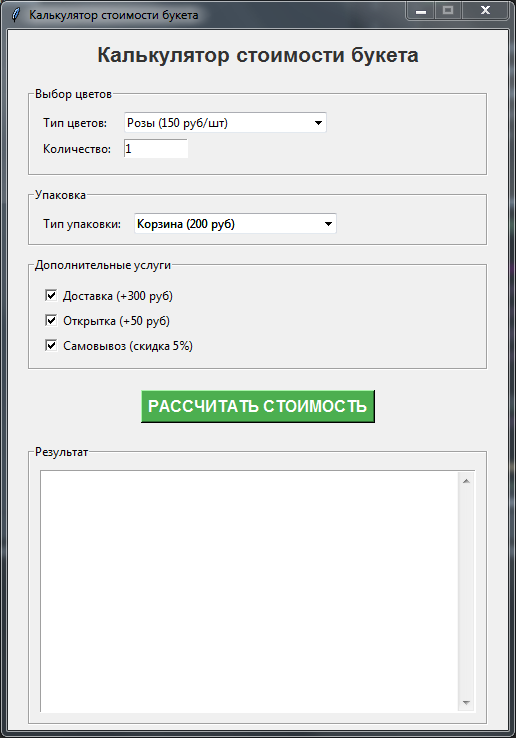 Калькулятор стоимости букета
Калькулятор стоимости букета
Выбор цветов
Тип цветов: Розы (150 руб/шт)
Количество: 1
Упаковка
Тип упаковки: Корзина (200 руб)
Дополнительные услуги
Доставка (+300 руб)
Открытка (+50 руб)
Самовывоз (скидка 5%)
РАССЧИТАТЬ СТОИМОСТЬ
Результат